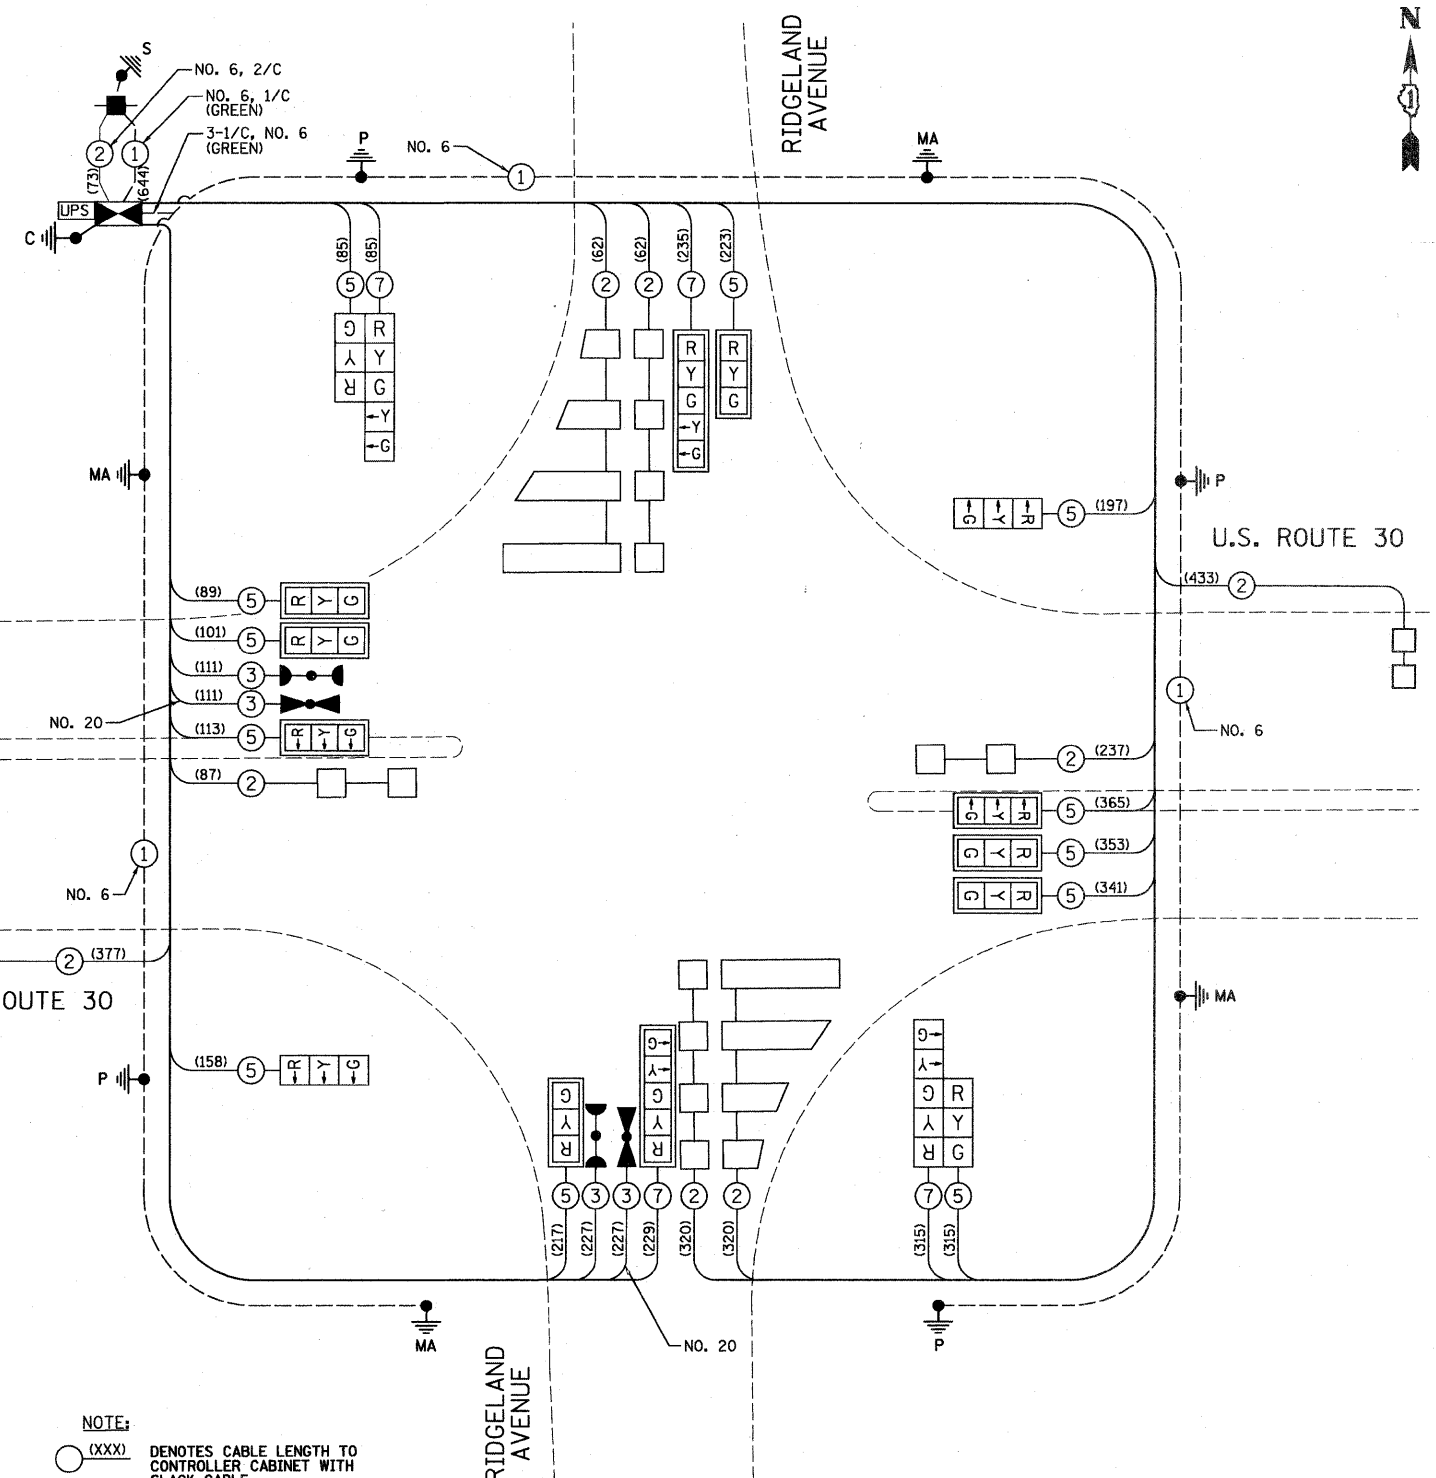 N
1
RIDGELAND
AVENUE
S
NO. 6, 2/C
NO. 6, 1/C
(GREEN)
3-1/C, NO. 6
(GREEN)
2
1
(73)
(644)
UPS
C
P
NO. 6
1
MA
(85)
(85)
(62)
(62)
(235)
(223)
5
7
2
2
7
5
G R
Y Y
R G
←Y
←G
R
Y
G
←Y
←G
R
Y
G
MA
P
G Y R
5
(197)
U.S. ROUTE 30
(433)
2
(89)
5
R Y G
(101)
5
R Y G
(111)
3
(111)
3
NO. 20
(113)
5
←R ←Y ←G
(87)
2
1
NO. 6
2
(237)
←G ←Y ←R
5
(365)
G Y R
5
(353)
G Y R
5
(341)
1
NO. 6
2
(377)
OUTE 30
MA
(158)
5
←R ←Y ←G
P
G
Y
R
←G
←Y
G
Y
R
←G
←Y
G R
Y Y
R G
5
3
3
7
2
2
7
5
(217)
(227)
(227)
(229)
(320)
(320)
(315)
(315)
MA
NO. 20
P
RIDGELAND
AVENUE
NOTE:
(XXX)
DENOTES CABLE LENGTH TO
CONTROLLER CABINET WITH
SLACK CABLE